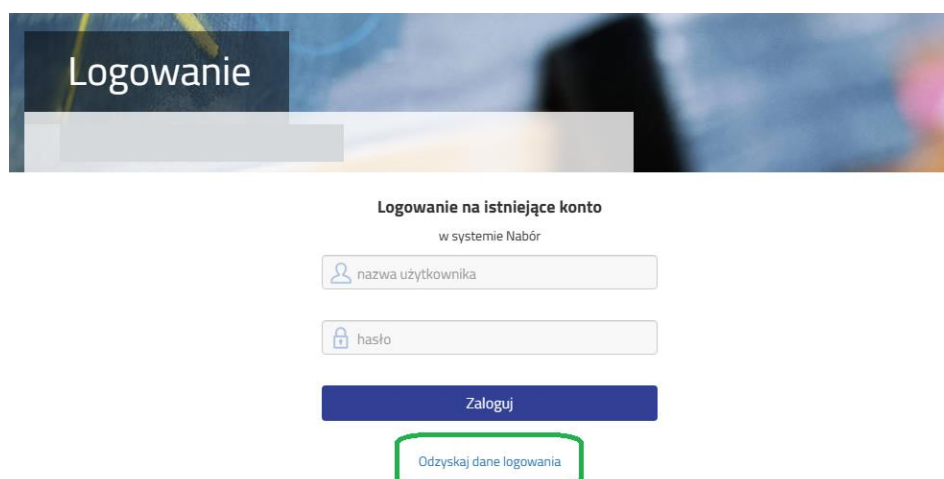 Logowanie
Logowanie na istniejące konto
w systemie Nabór
nazwa użytkownika
hasło
Zaloguj
Odzyskaj dane logowania